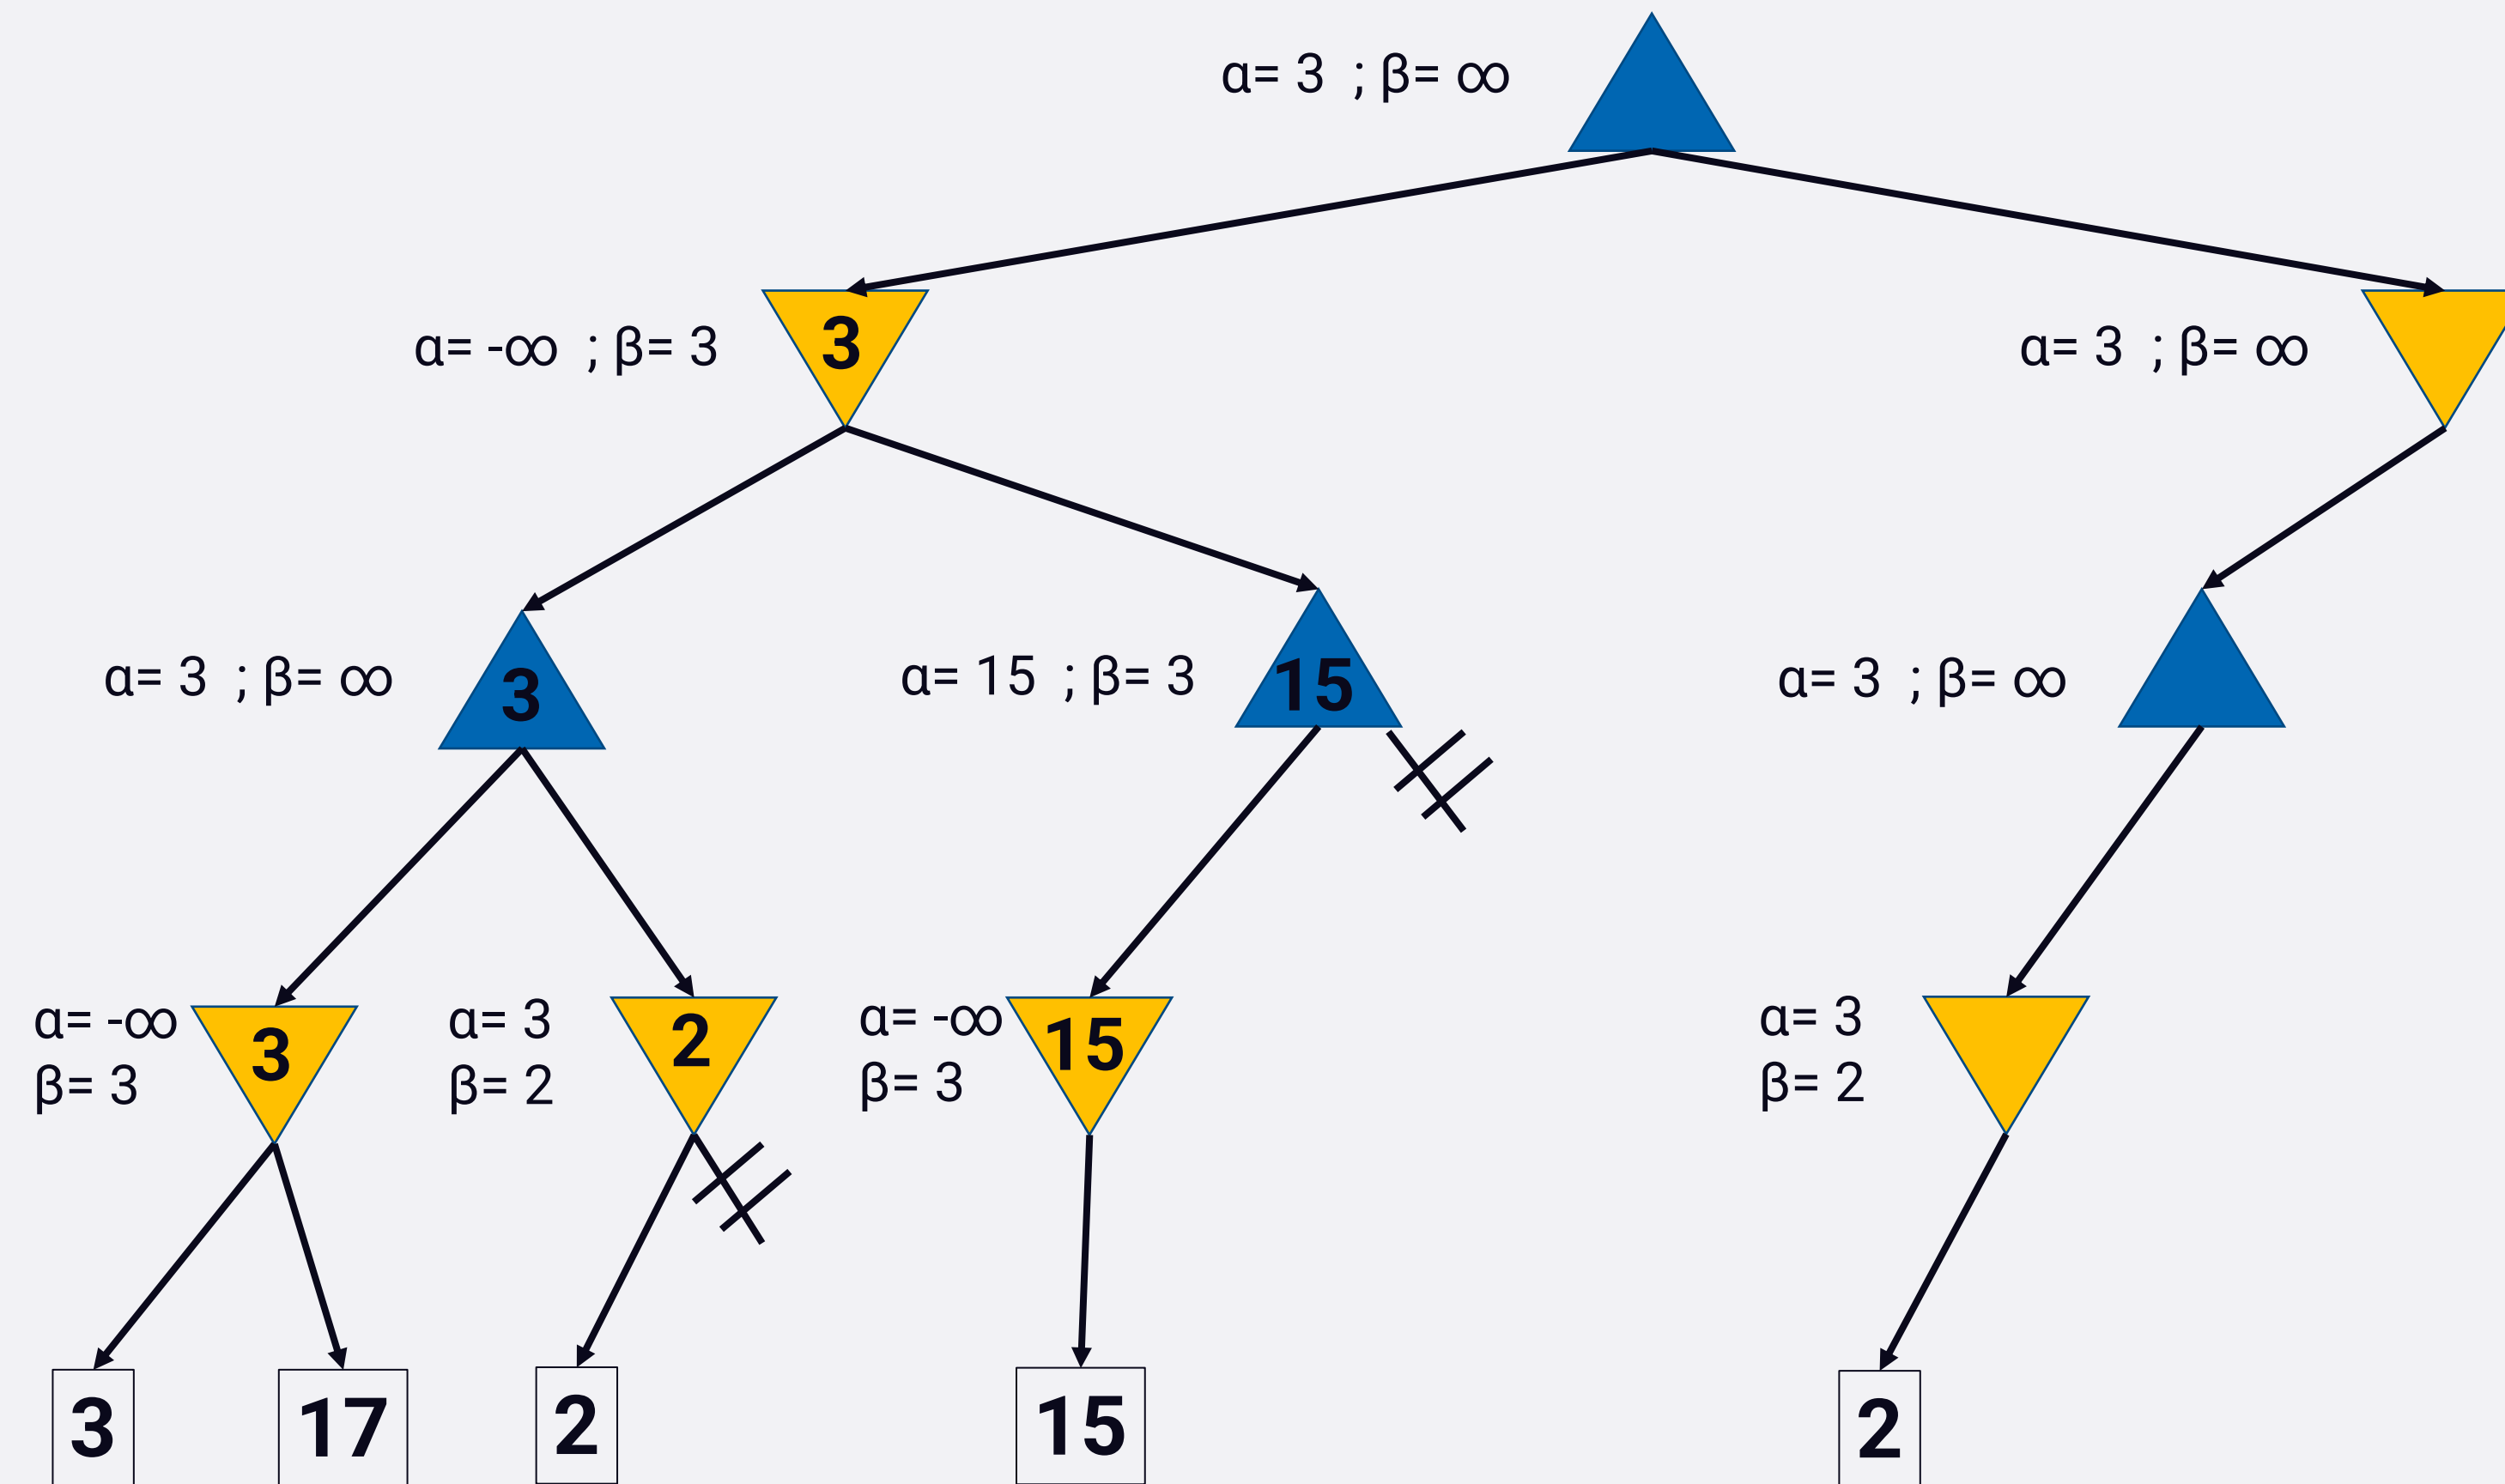 α= 3 ; β= ∞
α= -∞ ; β= 3
3
α= 3 ; β= ∞
α= 3 ; β= ∞
3
α= 15 ; β= 3
15
α= 3 ; β= ∞
α= -∞
β= 3
3
α= 3
β= 2
2
α= -∞
β= 3
15
α= 3
β= 2
3
17
2
15
2